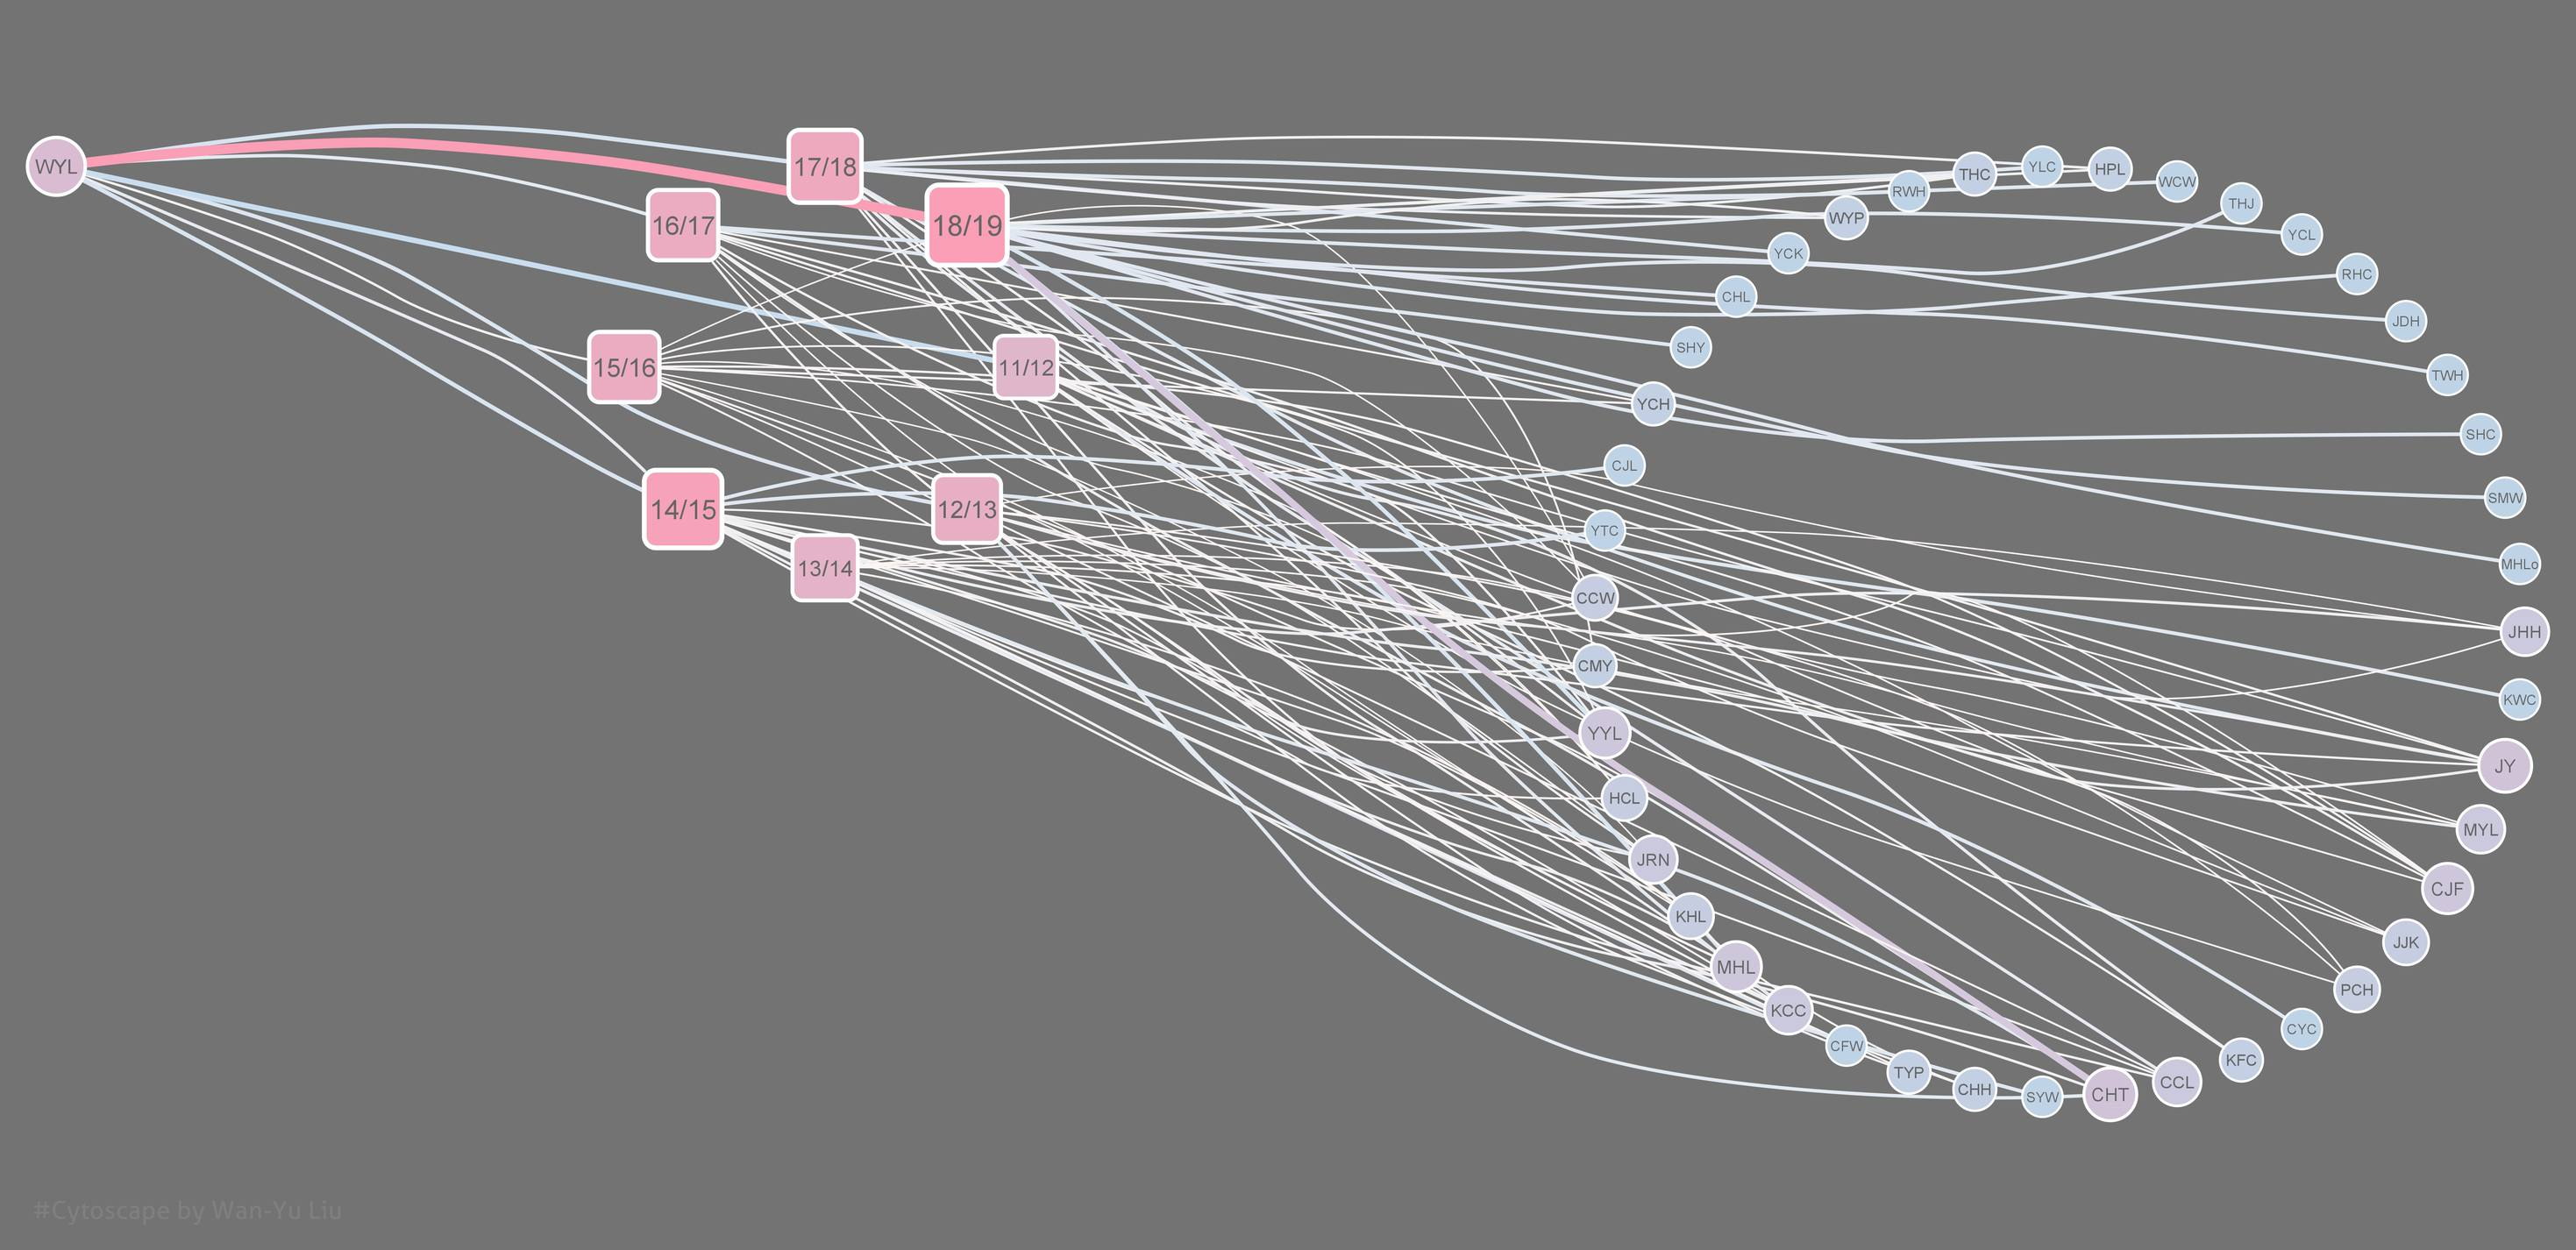 WYL
17/18
16/17
18/19
15/16
11/12
14/15
12/13
13/14
THC
YLC
HPL
WCW
RWH
THJ
WYP
YCL
YCK
RHC
CHL
JDH
SHY
TWH
YCH
SHC
CJL
SMW
YTC
MHLo
CCW
JHH
CMY
KWC
YYL
JY
HCL
MYL
JRN
CJF
KHL
JJK
MHL
PCH
KCC
CYC
CFW
KFC
TYP
CHH
SYW
CHT
CCL
#Cytoscape by Wan-Yu Liu